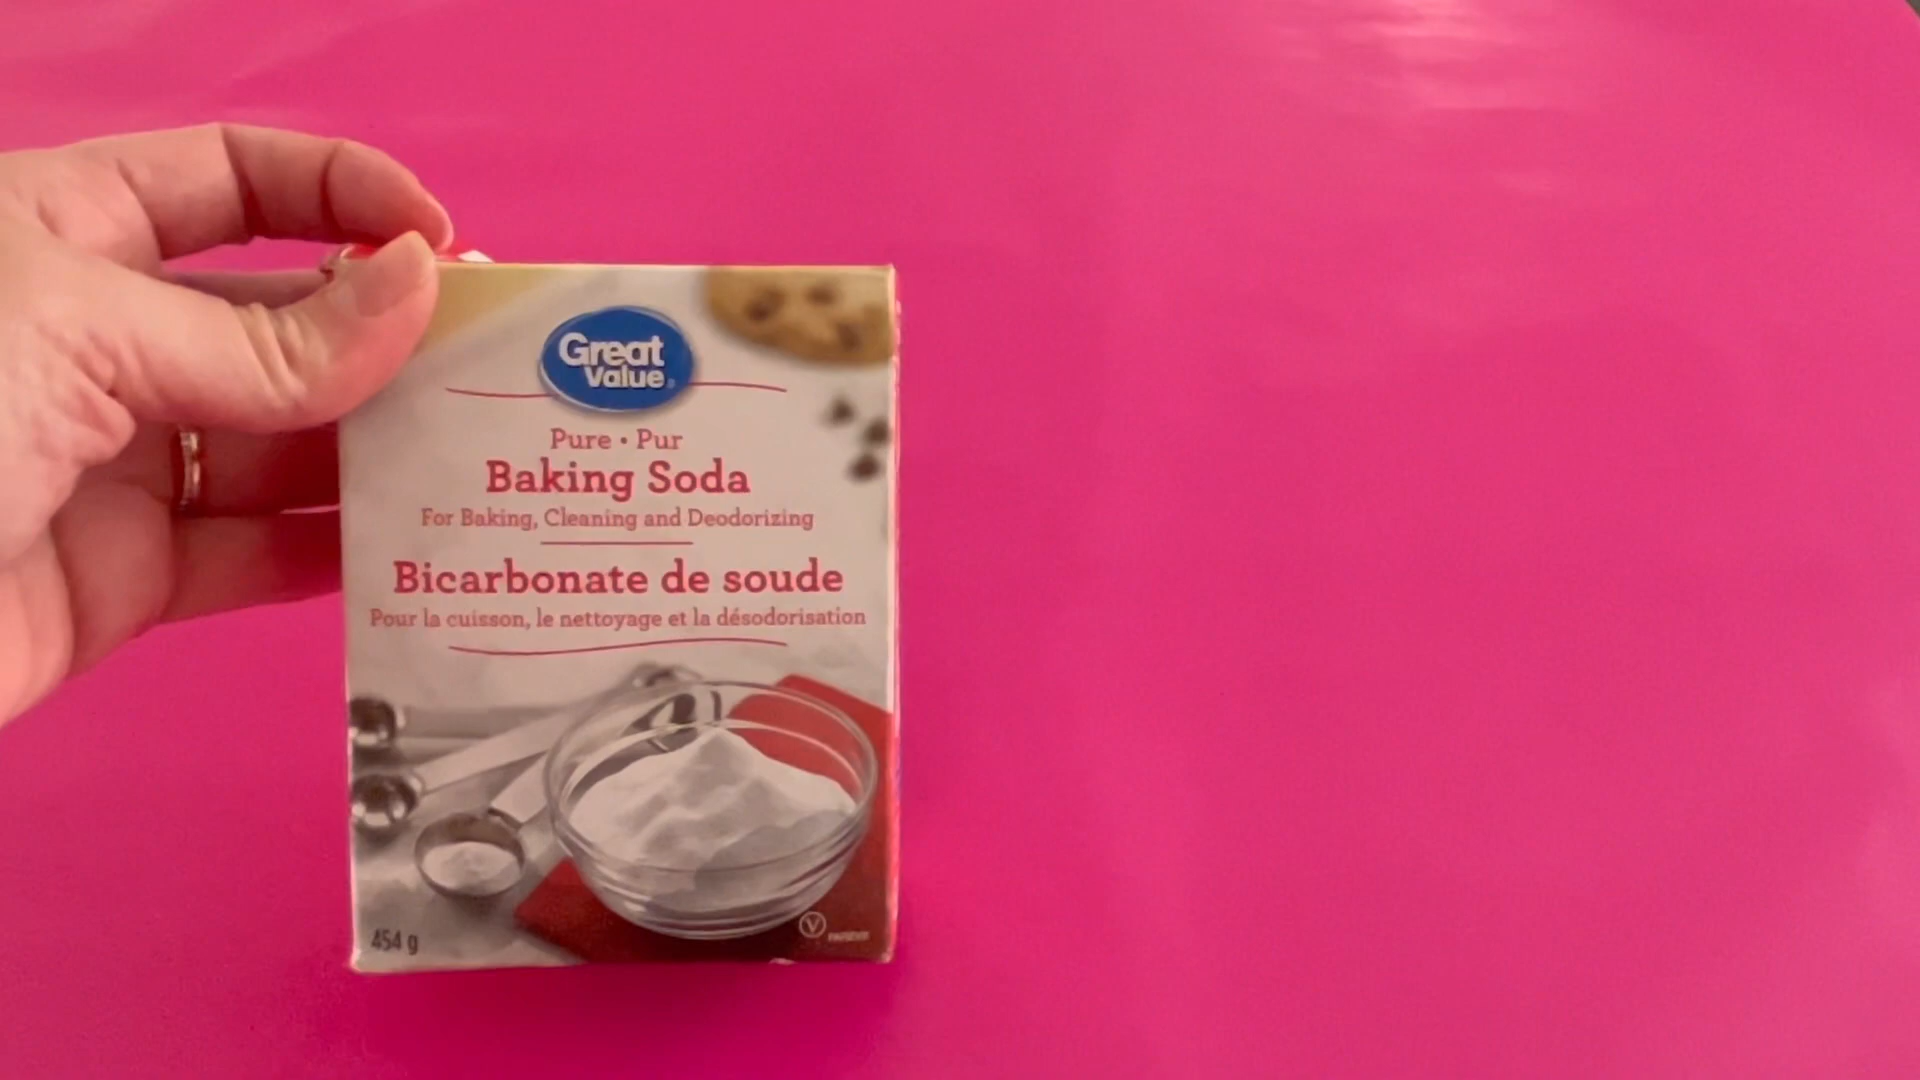 Great
Value
Pure • Pur
Baking Soda
For Baking, Cleaning and Deodorizing
Bicarbonate de soude
Pour la cuisson, le nettoyage et la désodorisation
454 g